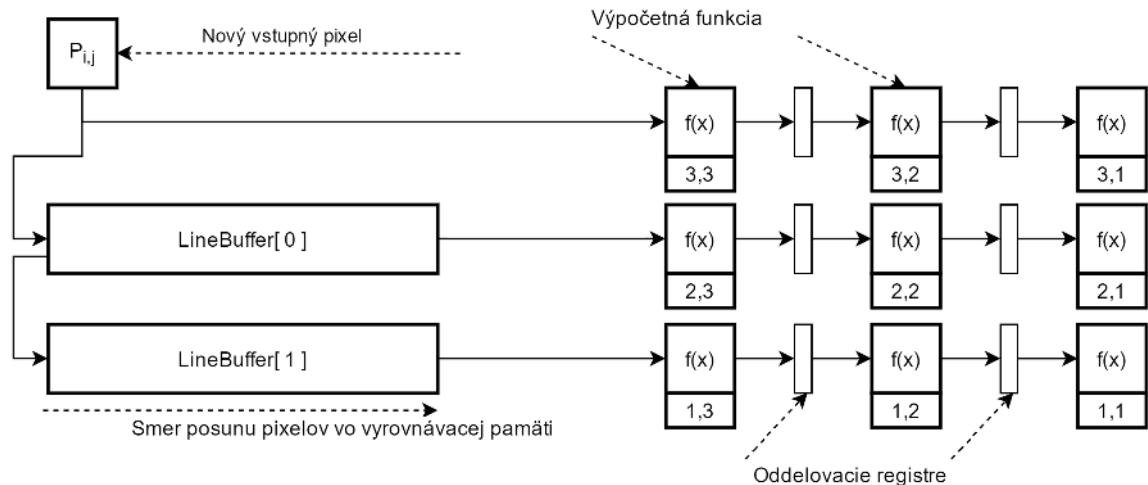 Výpočetná funkcia
Nový vstupný pixel
P i,j
f(x) f(x) f(x)
3,3 3,2 3,1
LineBuffer[ 0 ]
f(x) f(x) f(x)
2,3 2,2 2,1
LineBuffer[ 1 ]
f(x) f(x) f(x)
1,3 1,2 1,1
Smer posunu pixelov vo vyrovnávacej pamäti
Oddelovacie registre